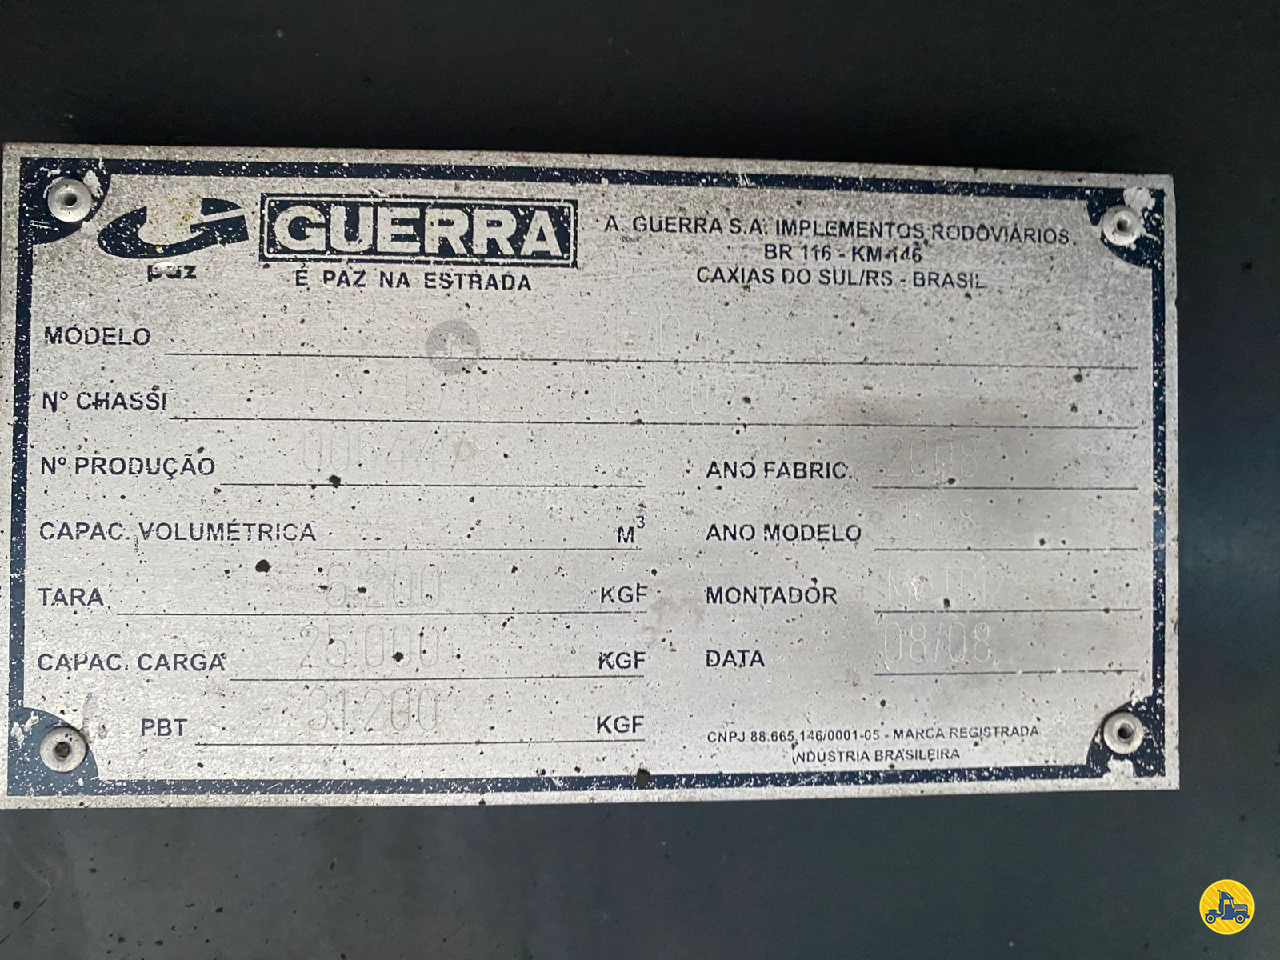 paz
GUERRA
É PAZ NA ESTRADA
A. GUERRA S.A. IMPLEMENTOS RODOVIÁRIOS
BR 116 - KM 146
CAXIAS DO SUL/RS - BRASIL
MODELO
Nº CHASSI
Nº PRODUÇÃO
ANO FABRIC. 2008
CAPAC. VOLUMÉTRICA M³
ANO MODELO
TARA 6.200 KGF
MONTADOR
CAPAC. CARGA 25.000 KGF
DATA 08/08
PBT 31200 KGF
CNPJ 88.665.146/0001-05 - MARCA REGISTRADA
INDÚSTRIA BRASILEIRA